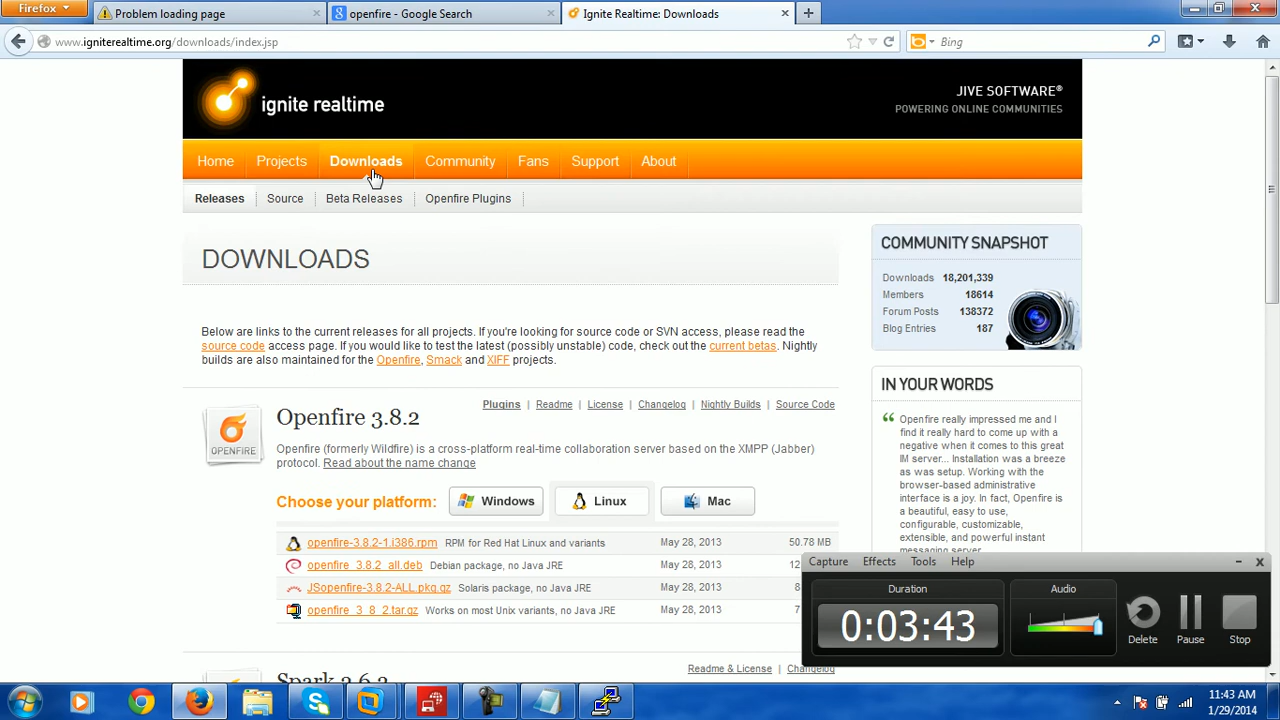 Firefox
Problem loading page
openfire - Google Search
Ignite Realtime: Downloads
www.igniterealtime.org/downloads/index.jsp
Bing
ignite realtime
JIVE SOFTWARE®
POWERING ONLINE COMMUNITIES
Home
Projects
Downloads
Community
Fans
Support
About
Releases
Source
Beta Releases
Openfire Plugins
DOWNLOADS
Below are links to the current releases for all projects. If you're looking for source code or SVN access, please read the
source code access page. If you would like to test the latest (possibly unstable) code, check out the current betas. Nightly
builds are also maintained for the Openfire, Smack and XIFF projects.
OPENFIRE
Openfire 3.8.2
Plugins | Readme | License | Changelog | Nightly Builds | Source Code
Openfire (formerly Wildfire) is a cross-platform real-time collaboration server based on the XMPP (Jabber)
protocol. Read about the name change
Choose your platform:
Windows
Linux
Mac
openfire-3.8.2-1.i386.rpm RPM for Red Hat Linux and variants May 28, 2013 50.78 MB
openfire_3.8.2_all.deb Debian package, no Java JRE May 28, 2013 12
JSopenfire-3.8.2-ALL.pkg.gz Solaris package, no Java JRE May 28, 2013 8
openfire_3_8_2.tar.gz Works on most Unix variants, no Java JRE May 28, 2013 7
Readme & License | Changelog
Spark 2.6.3
COMMUNITY SNAPSHOT
Downloads 18,201,339
Members 18614
Forum Posts 138372
Blog Entries 187
IN YOUR WORDS
Openfire really impressed me and I
find it really hard to come up with a
negative when it comes to this great
IM server... Installation was a breeze
as was setup. Working with the
browser-based administrative
interface is a joy. In fact, Openfire is
a beautiful, easy to use,
configurable, customizable,
extensible, and powerful instant
messaging server.
Capture
Effects
Tools
Help
Duration
0:03:43
Audio
Delete
Pause
Stop
11:43 AM
1/29/2014